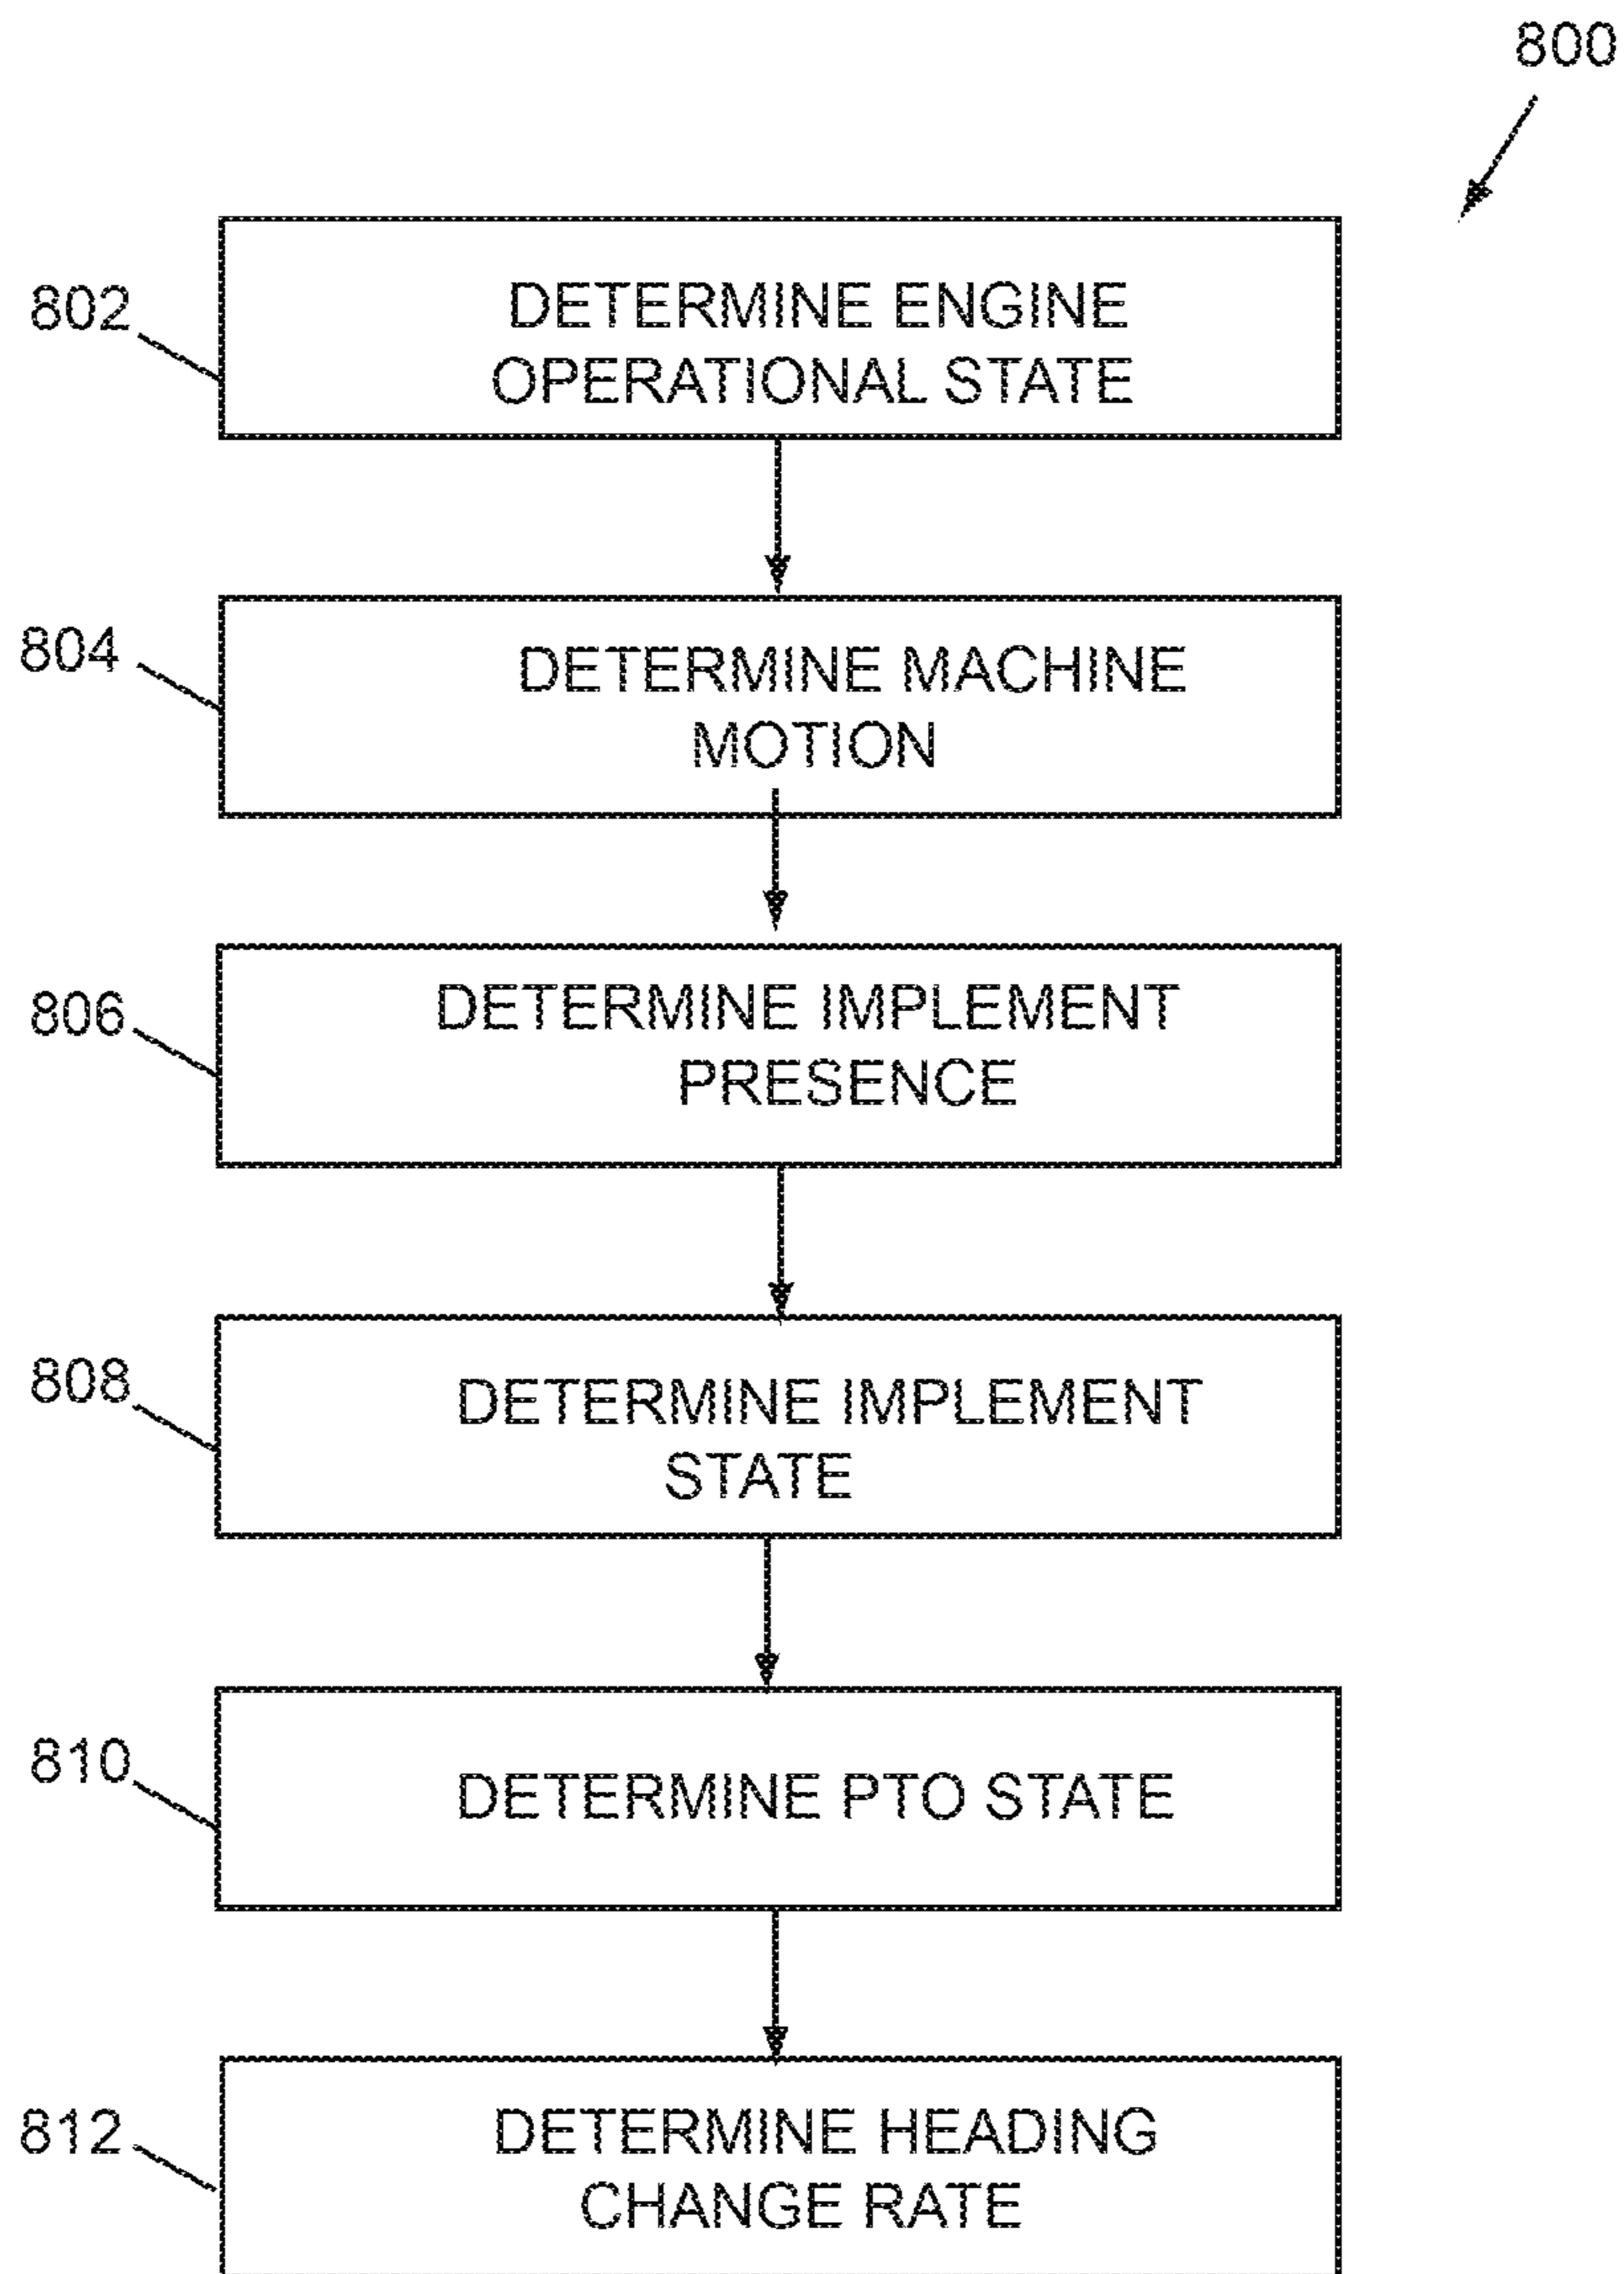 800
802
DETERMINE ENGINE
OPERATIONAL STATE
804
DETERMINE MACHINE
MOTION
806
DETERMINE IMPLEMENT
PRESENCE
808
DETERMINE IMPLEMENT
STATE
810
DETERMINE PTO STATE
812
DETERMINE HEADING
CHANGE RATE